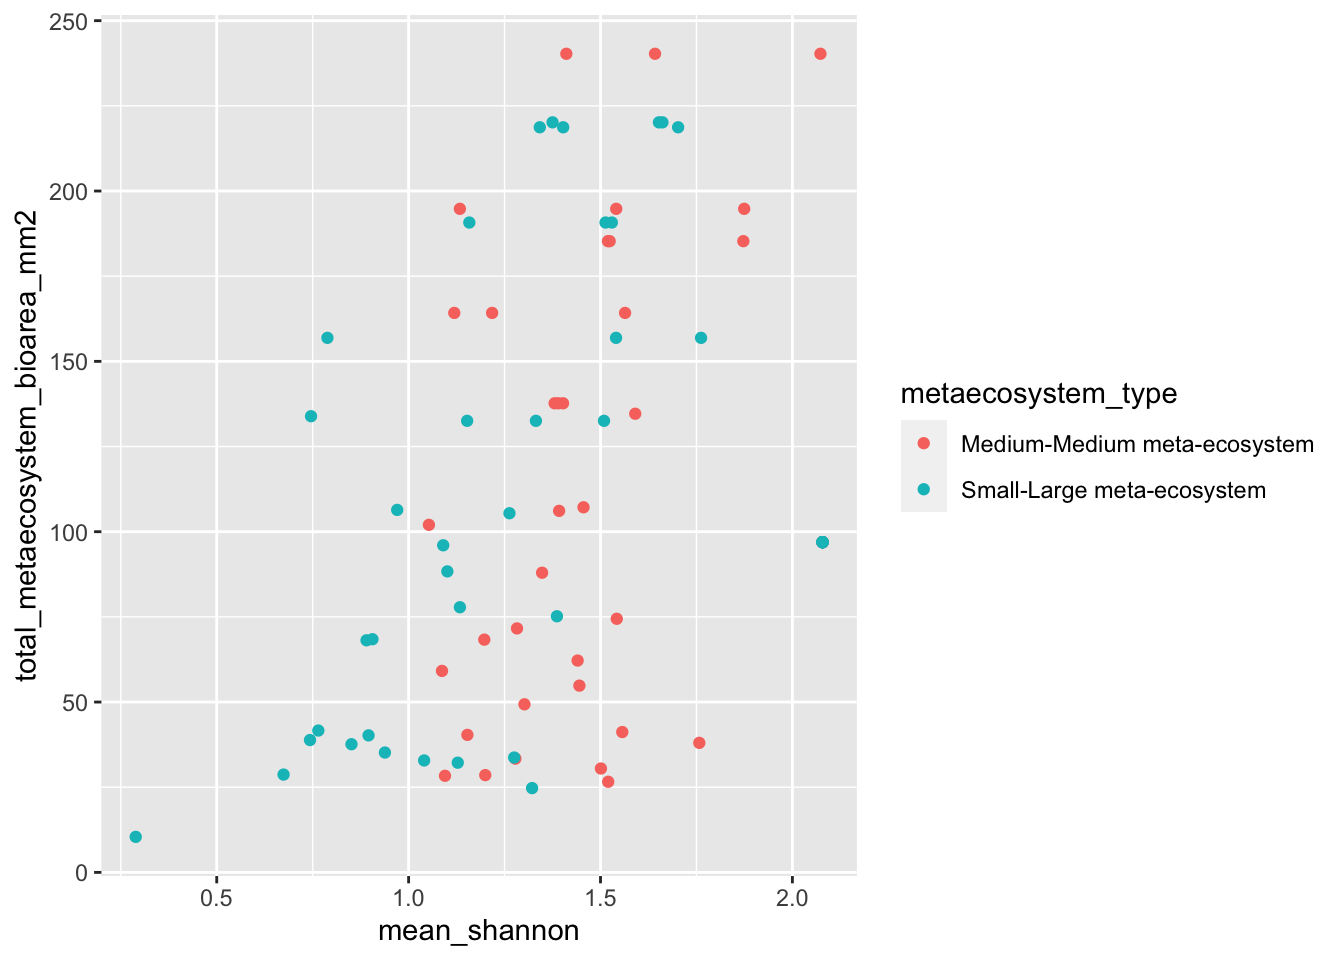 250
200
150
100
50
0
0.5 1.0 1.5 2.0
mean_shannon
total_metaecosystem_bioarea_mm2
metaecosystem_type
Medium-Medium meta-ecosystem
Small-Large meta-ecosystem